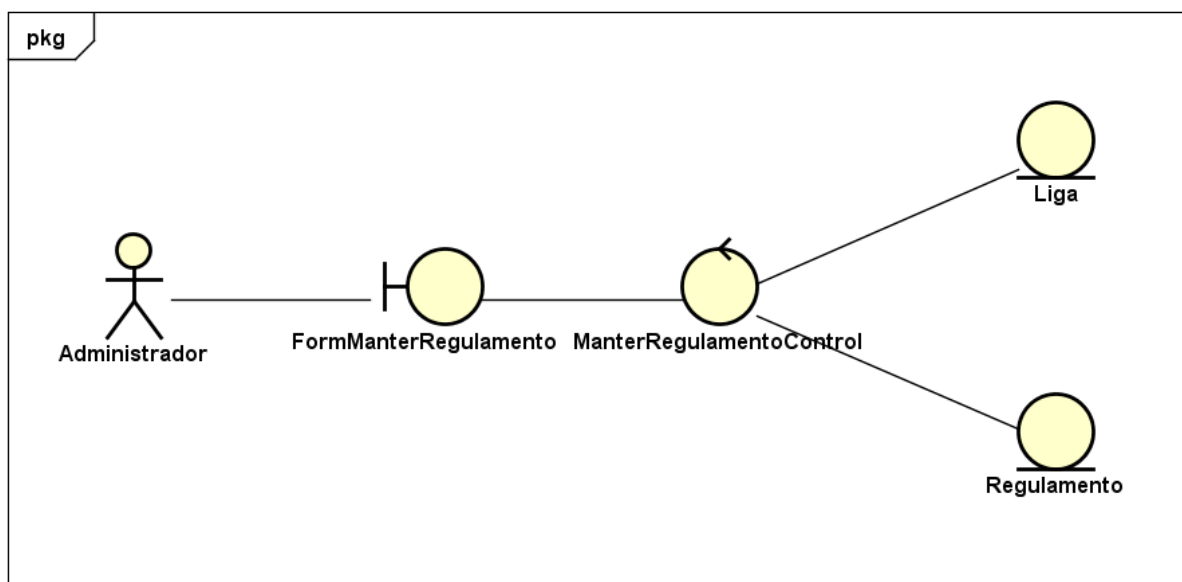 pkg
Liga
Administrador
FormManterRegulamento
ManterRegulamentoControl
Regulamento